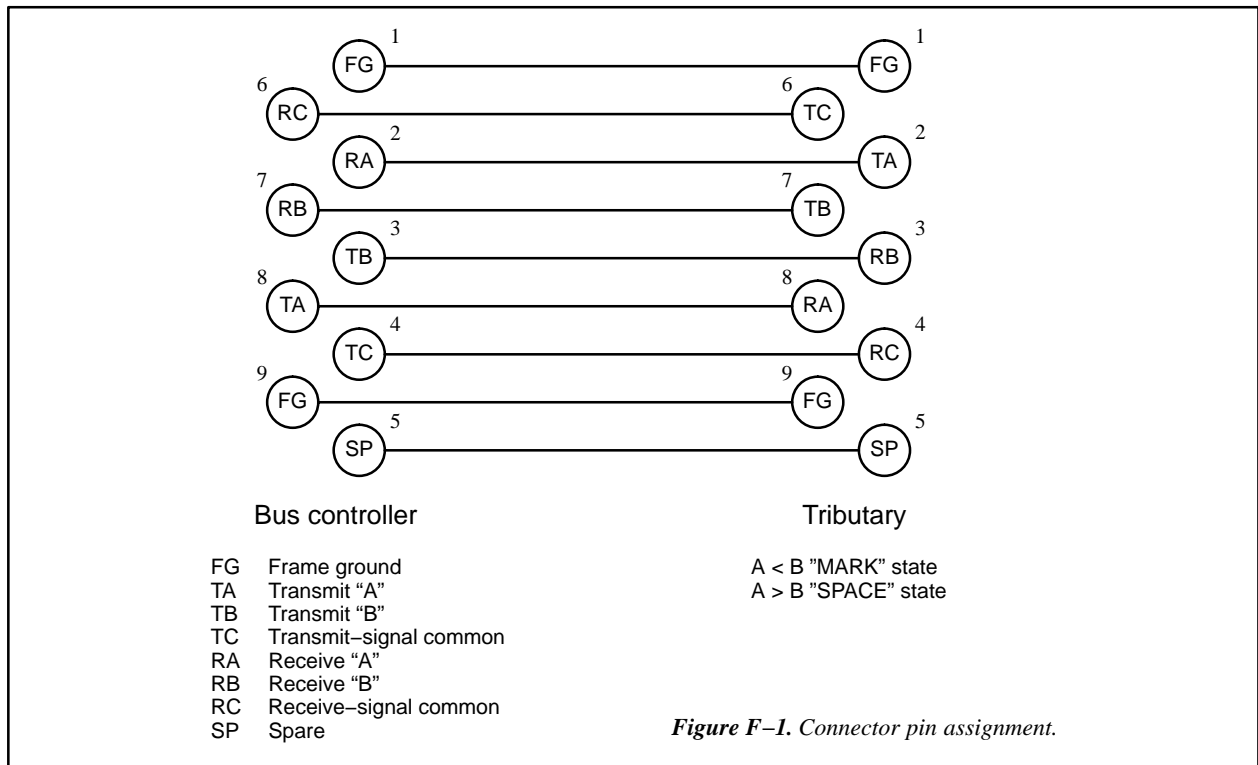 1 1
FG FG
6 6
RC TC
2 2
RA TA
7 7
RB TB
3 3
TB RB
8 8
TA RA
4 4
TC RC
9 9
FG FG
5 5
SP SP
Bus controller Tributary
FG Frame ground
TA Transmit “A”
TB Transmit “B”
TC Transmit−signal common
RA Receive “A”
RB Receive “B”
RC Receive−signal common
SP Spare
A < B ”MARK” state
A > B ”SPACE” state
Figure F−1. Connector pin assignment.